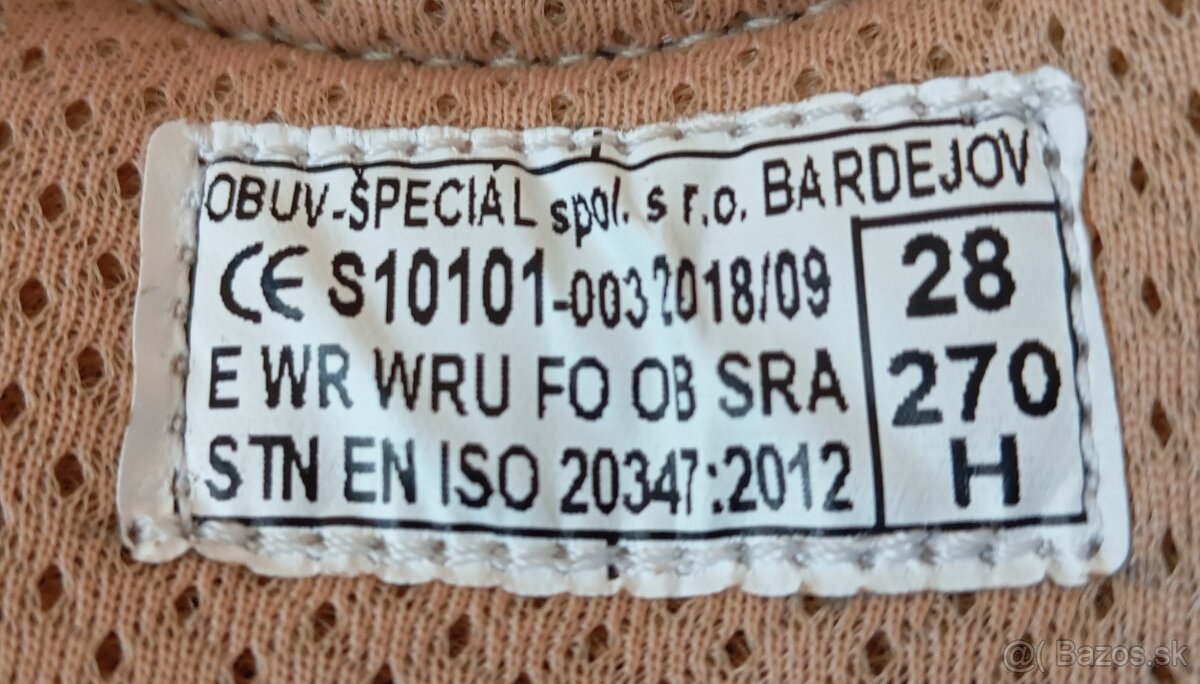 OBUV-ŠPECIÁL spol. s r.o. BARDEJOV
CE S10101-003 2018/09
28
E WR WRU FO OB SRA
270
STN EN ISO 20347:2012
H
@( Bazos.sk